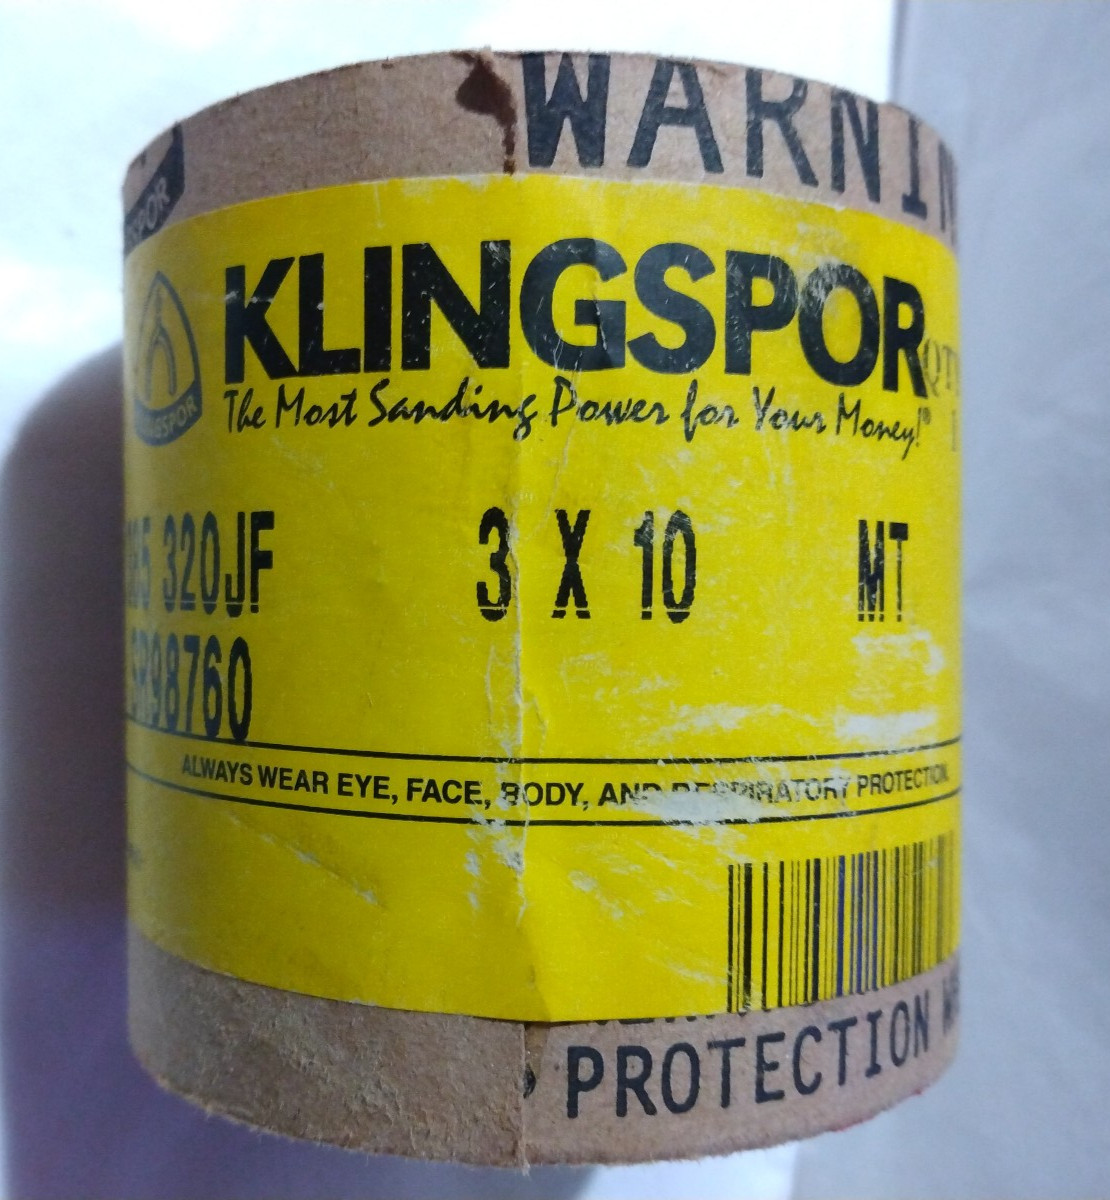 WARNIN
KLINGSPOR
The Most Sanding Power for Your Money!®
320JF 3 X 10 MT
98760
ALWAYS WEAR EYE, FACE, BODY, AND RESPIRATORY PROTECTION.
PROTECTION